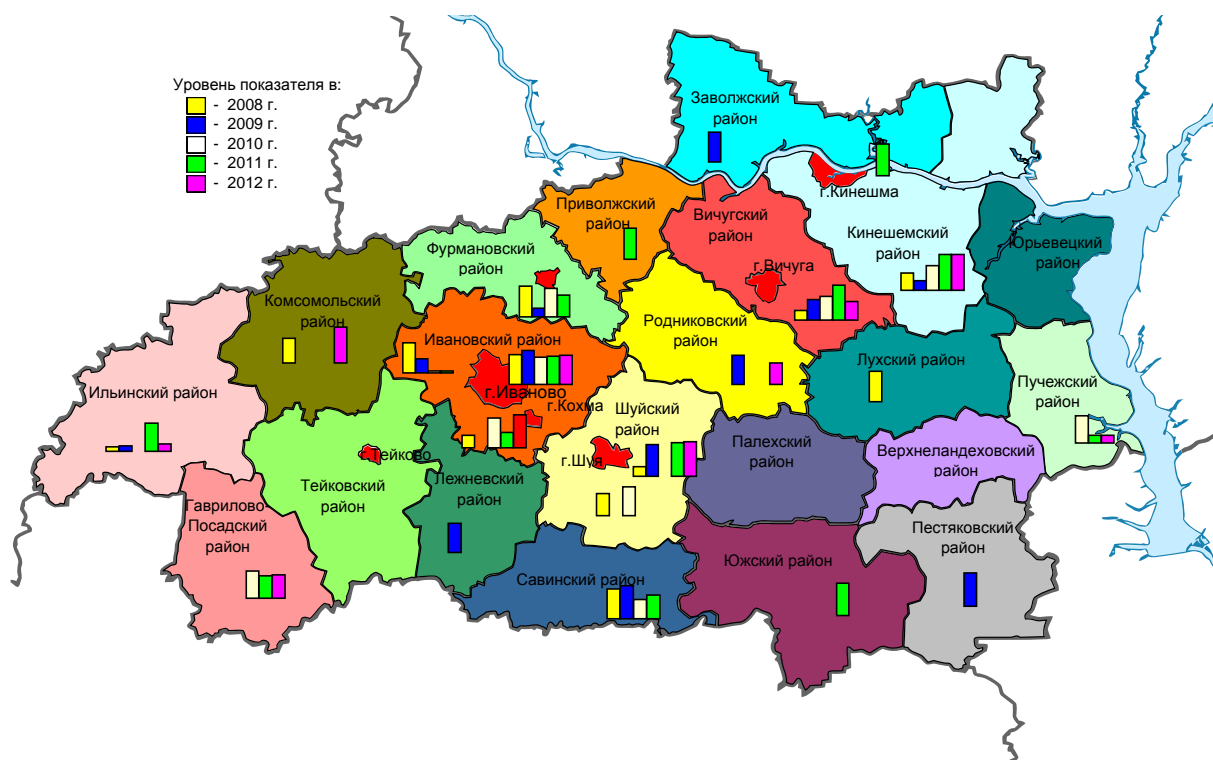 Уровень показателя в:
- 2008 г.
- 2009 г.
- 2010 г.
- 2011 г.
- 2012 г.
Заволжский
район
г.Кинешма
Приволжский
район
Вичугский
район
Кинешемский
район
Юрьевецкий
район
Фурмановский
район
г.Вичуга
Комсомольский
район
Родниковский
район
Ивановский район
Лухский район
Ильинский район
г.Иваново
г.Кохма
Шуйский
район
Пучежский
район
г.Тейково
г.Шуя
Палехский
район
Верхнеландеховский
район
Тейковский
район
Лежневский
район
Гаврилово-
Посадский
район
Пестяковский
район
Савинский район
Южский район